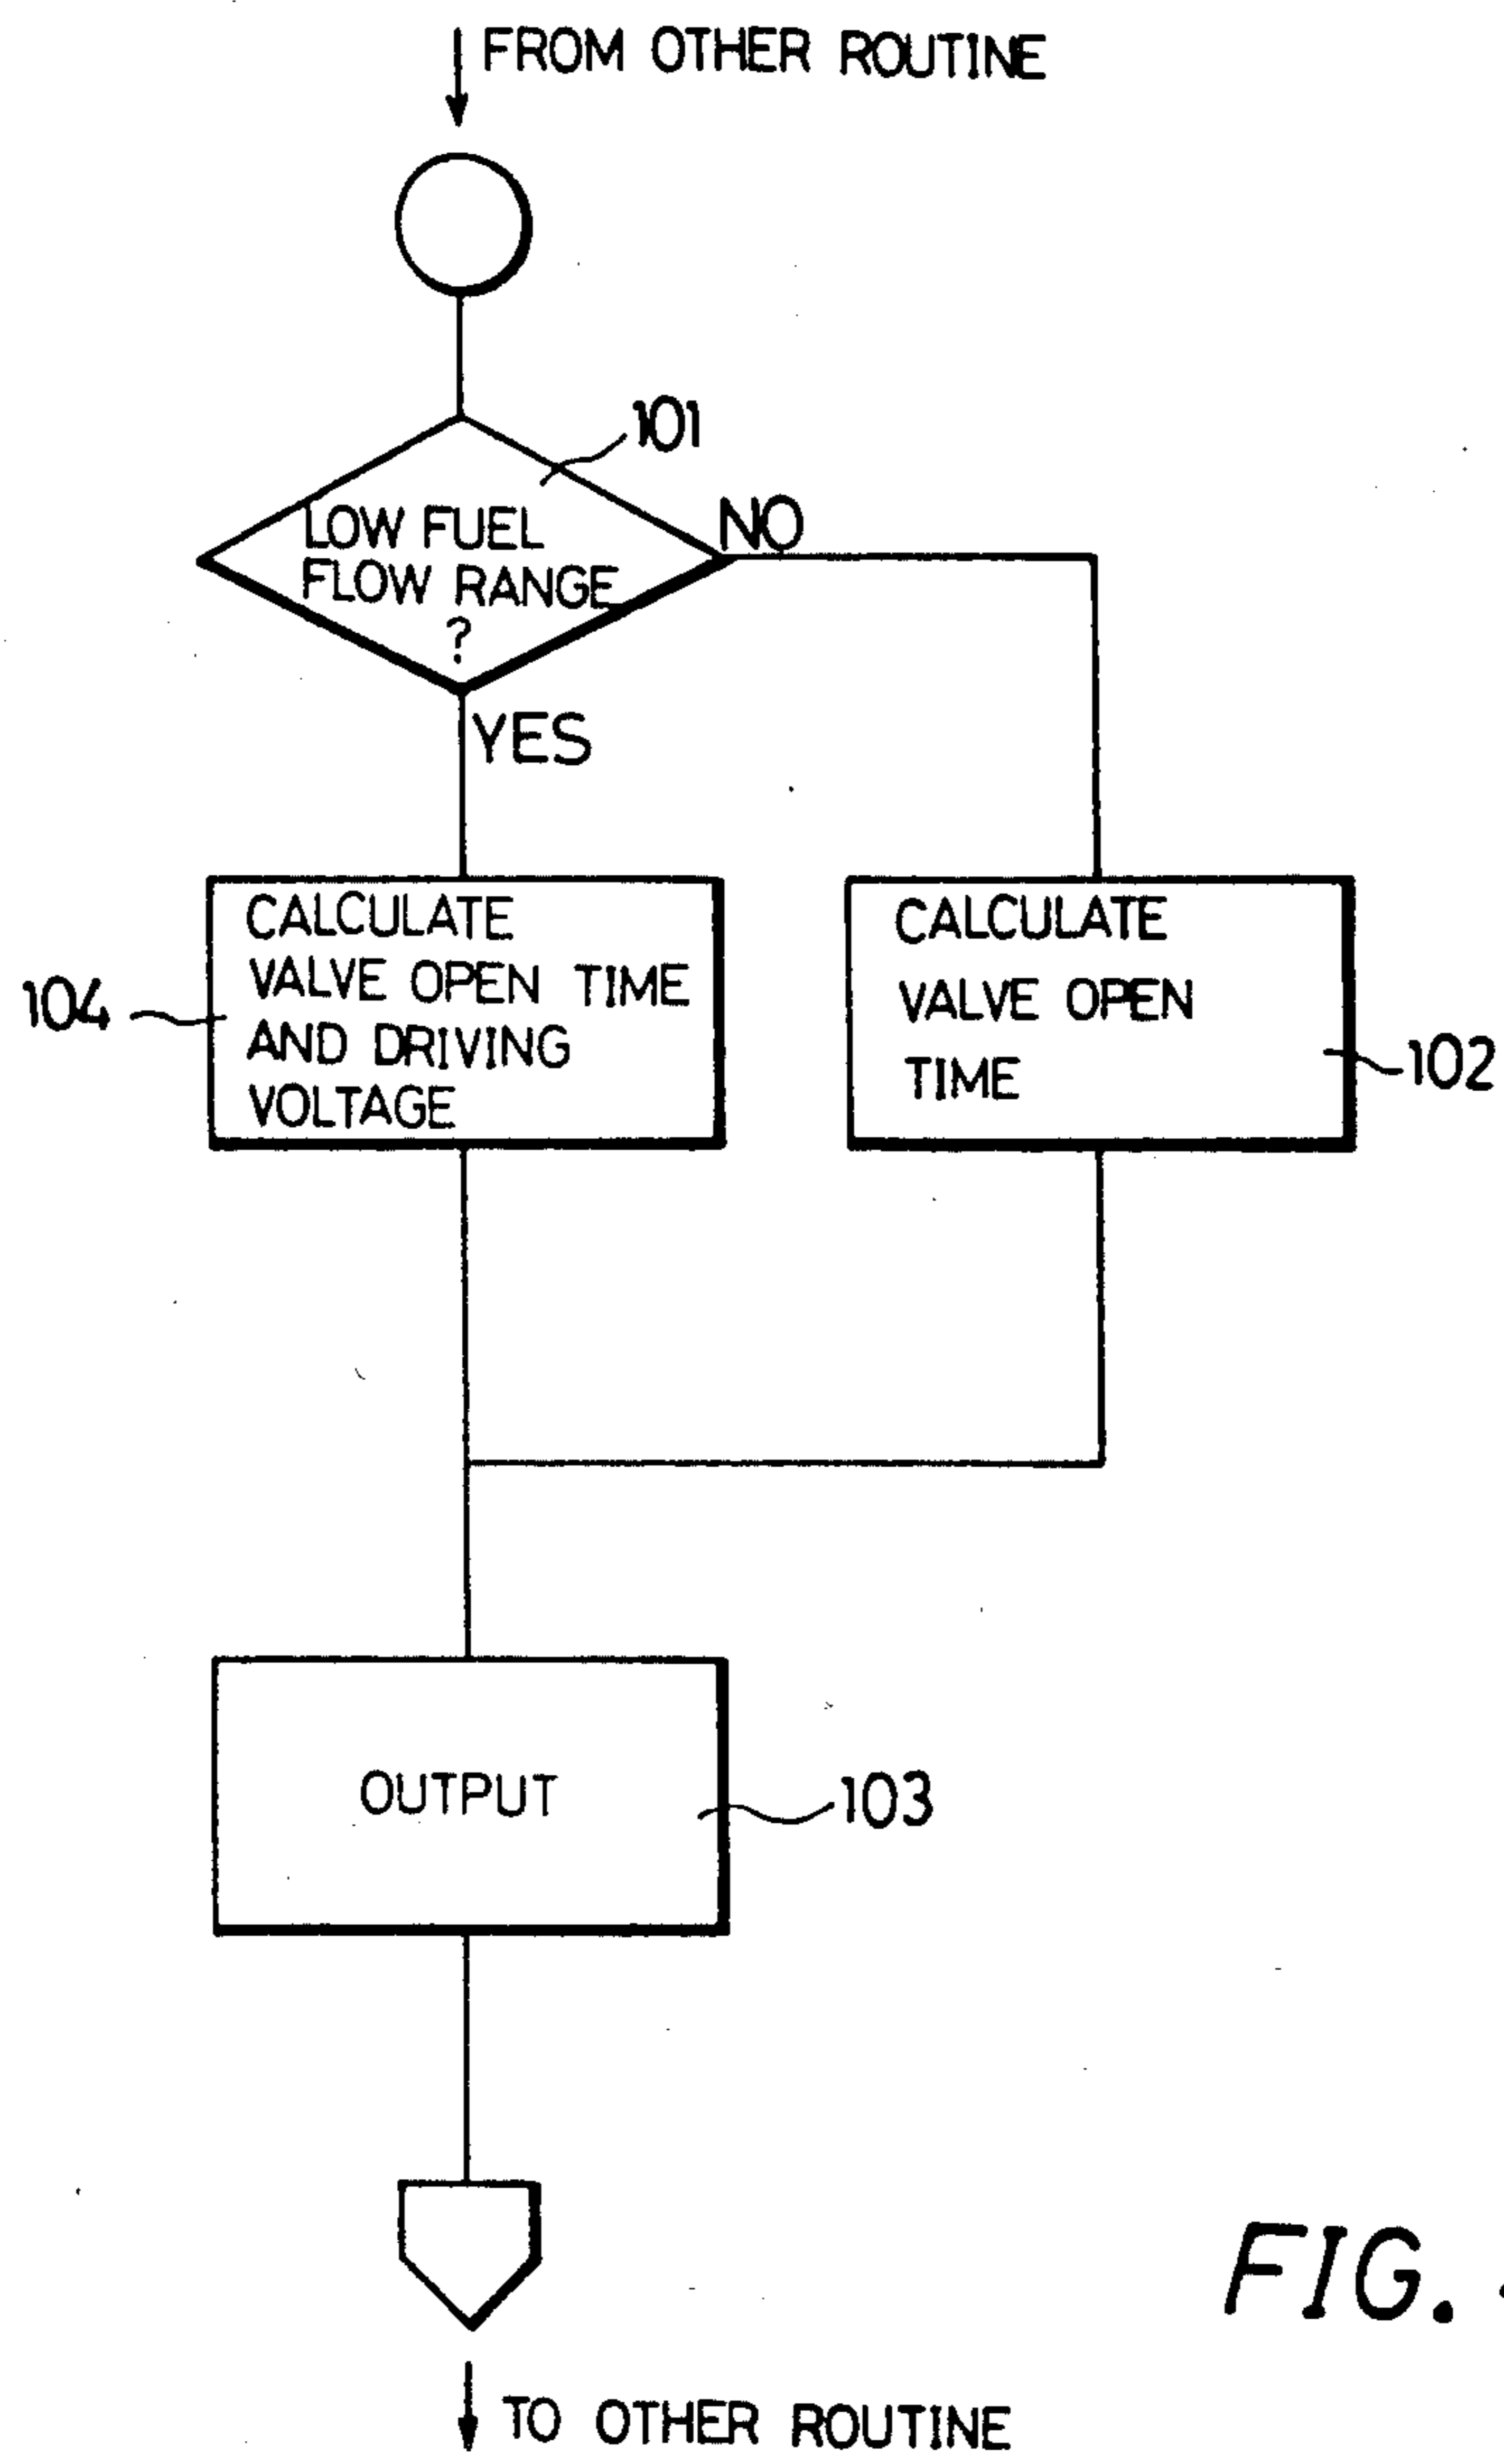 FROM OTHER ROUTINE
101
LOW FUEL
FLOW RANGE
?
NO
YES
CALCULATE
VALVE OPEN TIME
AND DRIVING
VOLTAGE
104
CALCULATE
VALVE OPEN
TIME
102
OUTPUT
103
FIG.
TO OTHER ROUTINE